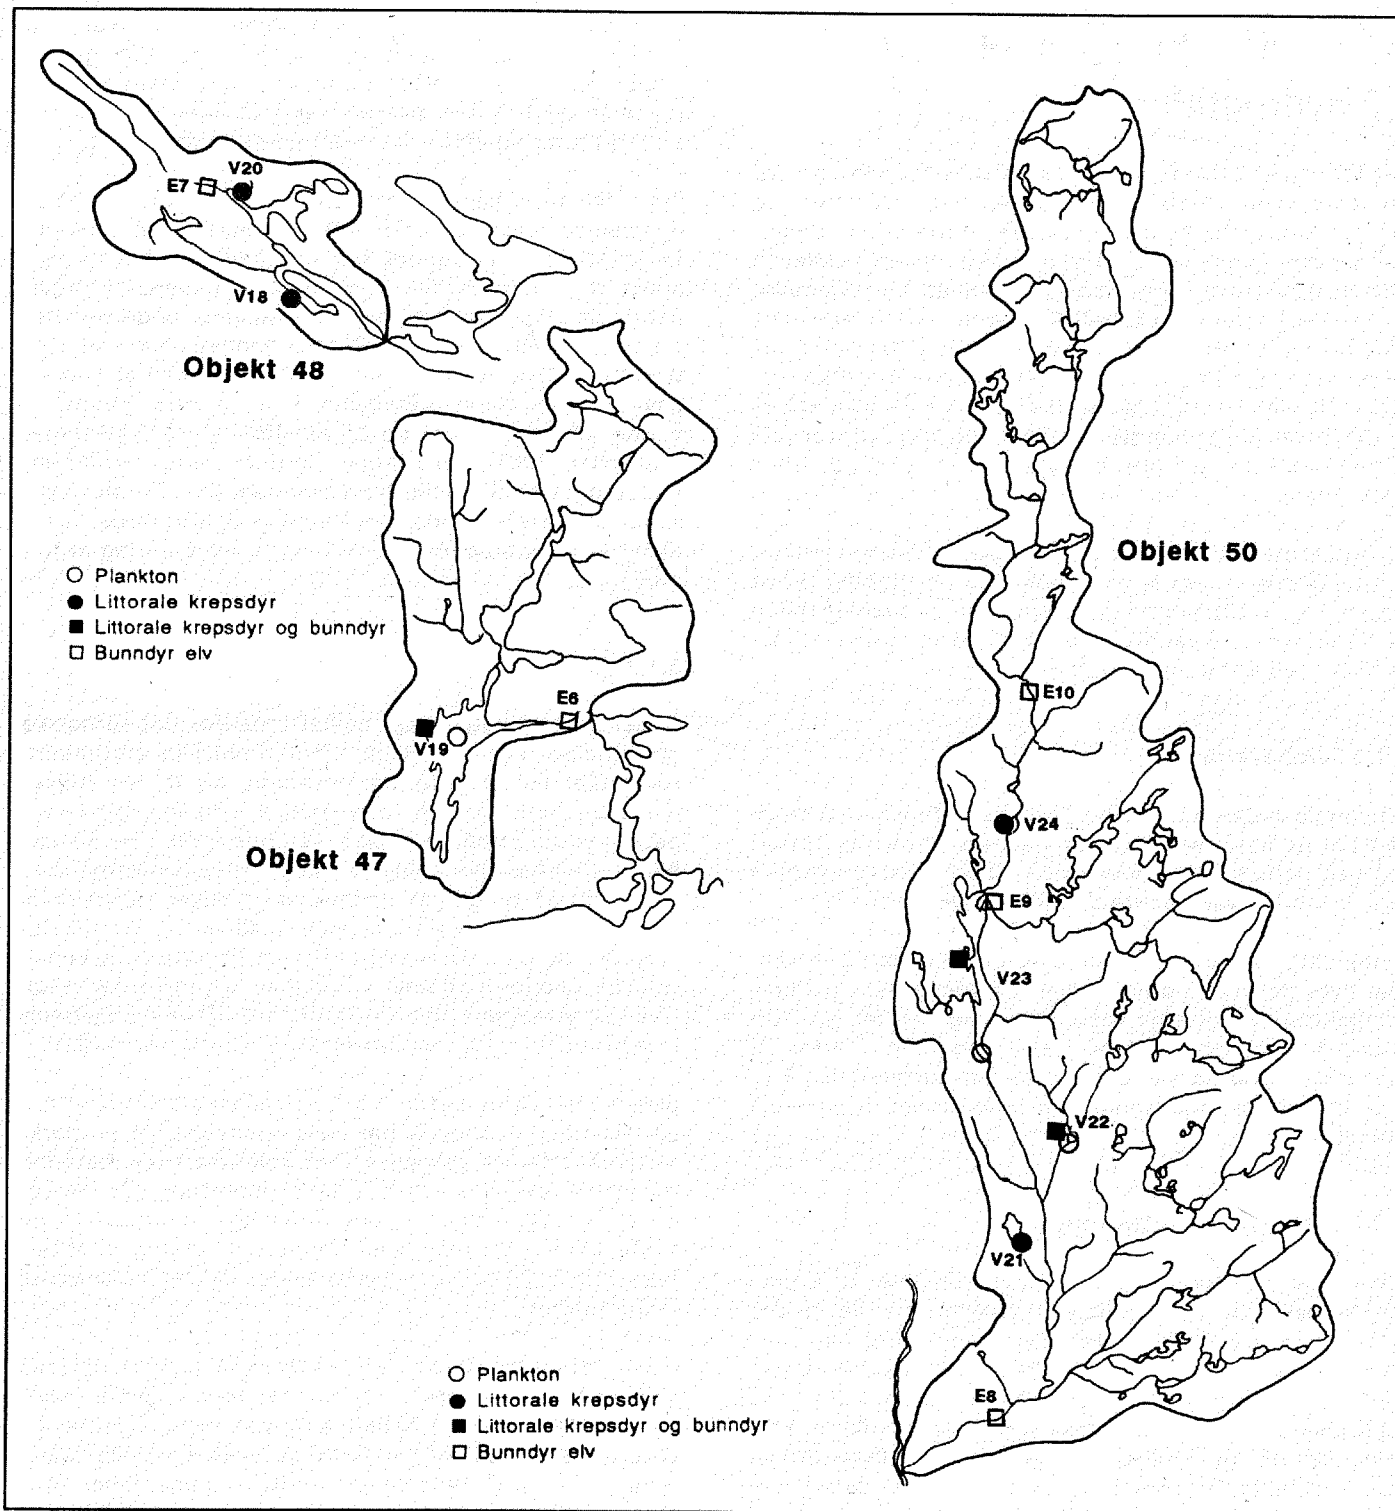 V20
E7
V18
Objekt 48
Objekt 50
Plankton
Littorale krepsdyr
Littorale krepsdyr og bunndyr
Bunndyr elv
E10
E6
V19
V24
Objekt 47
E9
V23
V22
V21
Plankton
Littorale krepsdyr
Littorale krepsdyr og bunndyr
Bunndyr elv
E8